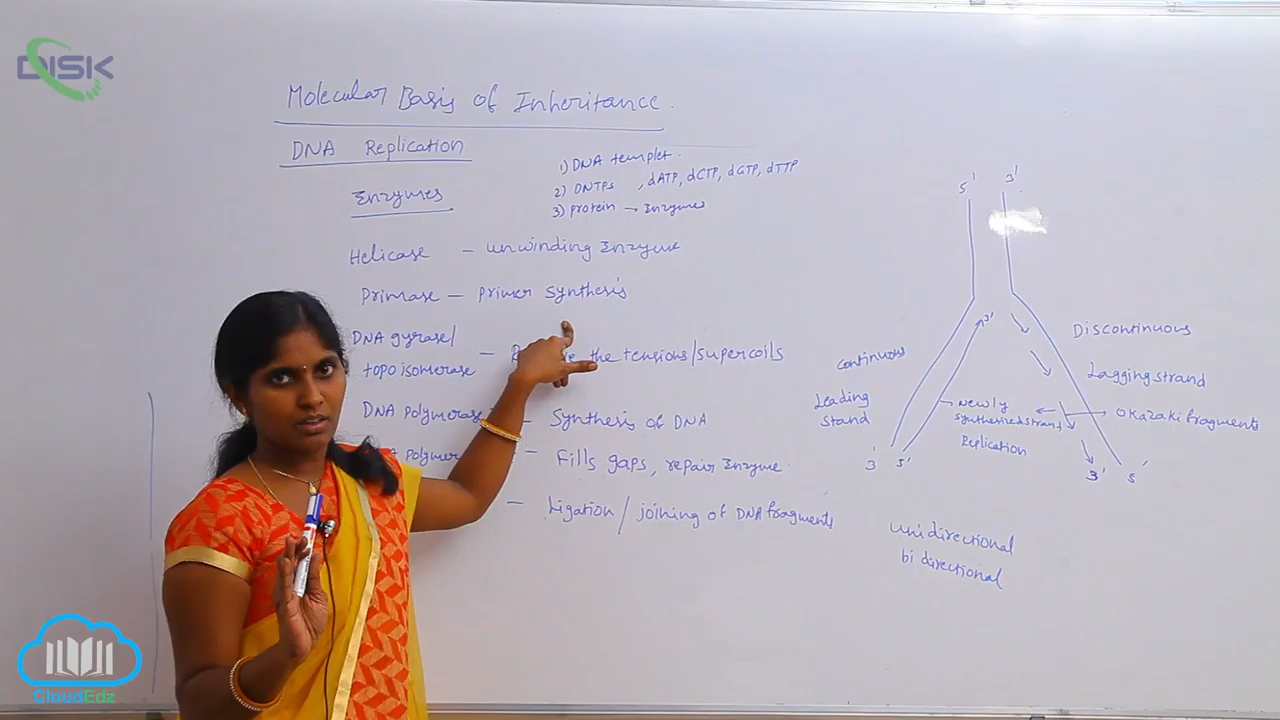 DISK
Molecular Basis of Inheritance.
DNA Replication
1) DNA templet.
2) DNTPs , dATP, dCTP, dGTP, dTTP
3) protein → Enzymes
Enzymes
Helicase — unwinding Enzyme
Primase — primer synthesis
DNA gyrase/
topoisomerase — the tensions/supercoils
DNA polymerase — Synthesis of DNA
— Fills gaps, repair Enzyme
— Ligation / joining of DNA fragments
5' 3'
3'
Discontinuous
continuous
Lagging strand
Leading
stand
Newly
synthesized strand
Okazaki fragments
Replication
3' 5'
3' 5'
unidirectional
bi directional
CloudEdz